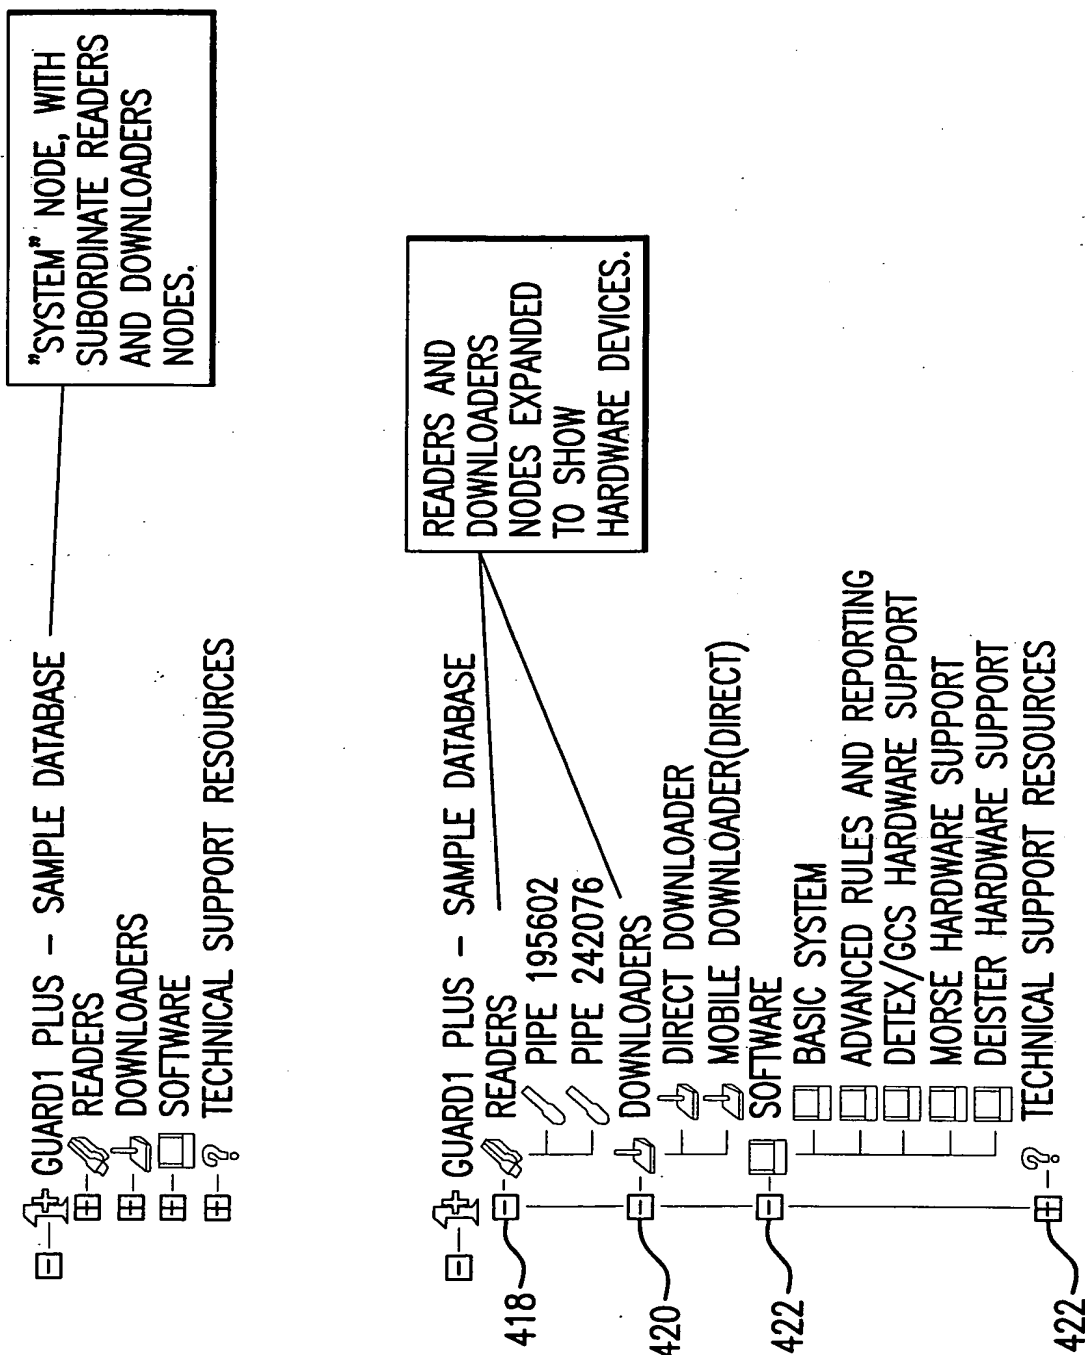 GUARD1 PLUS - SAMPLE DATABASE
READERS
DOWNLOADERS
SOFTWARE
TECHNICAL SUPPORT RESOURCES
"SYSTEM" NODE, WITH
SUBORDINATE READERS
AND DOWNLOADERS
NODES.
GUARD1 PLUS - SAMPLE DATABASE
READERS
PIPE 195602
PIPE 242076
DOWNLOADERS
DIRECT DOWNLOADER
MOBILE DOWNLOADER(DIRECT)
SOFTWARE
BASIC SYSTEM
ADVANCED RULES AND REPORTING
DETEX/GCS HARDWARE SUPPORT
MORSE HARDWARE SUPPORT
DEISTER HARDWARE SUPPORT
TECHNICAL SUPPORT RESOURCES
READERS AND
DOWNLOADERS
NODES EXPANDED
TO SHOW
HARDWARE DEVICES.
418
420
422
422